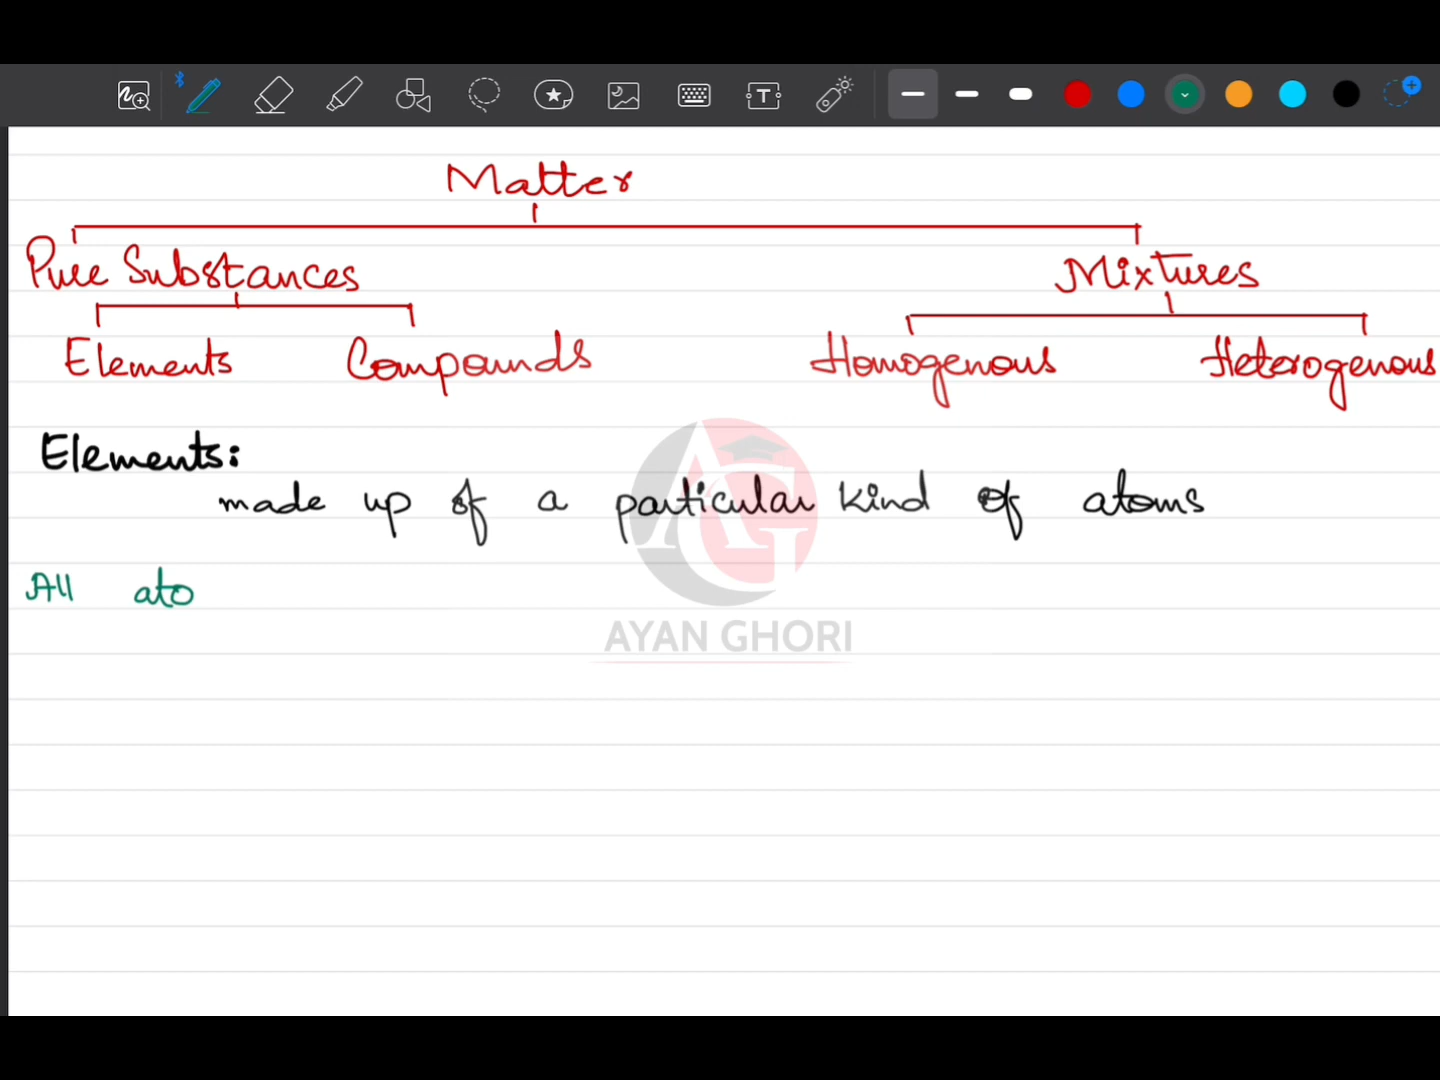 Matter
Pure Substances Mixtures
Elements Compounds Homogenous Heterogenous
Elements:
made up of a particular kind of atoms
All ato
AG
AYAN GHORI